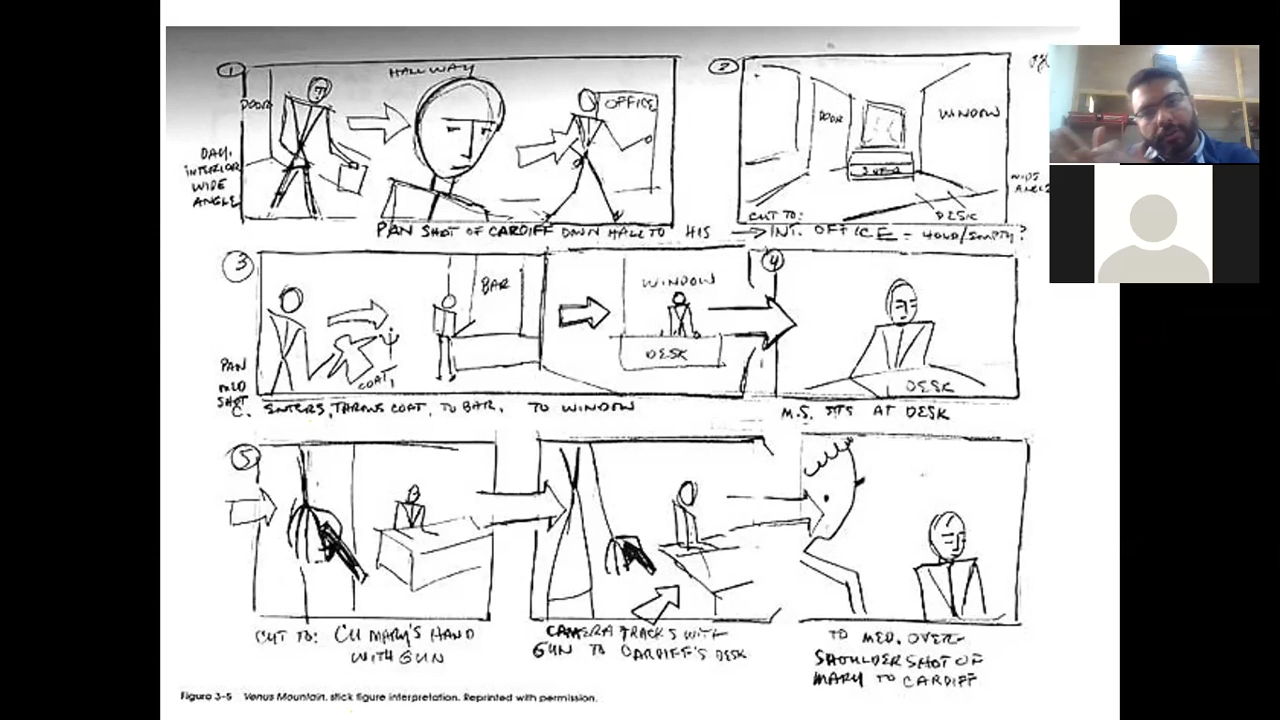 1
HALLWAY
DOOR
OFFICE
DAY.
INTERIOR
WIDE
ANGLE
PAN SHOT OF CARDIFF DOWN HALL TO HIS
2
DOOR
WINDOW
WIDE
ANGLE
CUT TO:
DESK
INT. OFFICE =
3
BAR
WINDOW
DESK
COAT
PAN
MED
SHOT
C. ENTERS, THROWS COAT, TO BAR, TO WINDOW
4
DESK
M.S. SITS AT DESK
5
CUT TO: CU MARY'S HAND
WITH GUN
CAMERA TRACKS WITH
GUN TO CARDIFF'S DESK
TO MED. OVER-
SHOULDER SHOT OF
MARY TO CARDIFF
Figure 3-5 Venus Mountain, stick figure interpretation. Reprinted with permission.